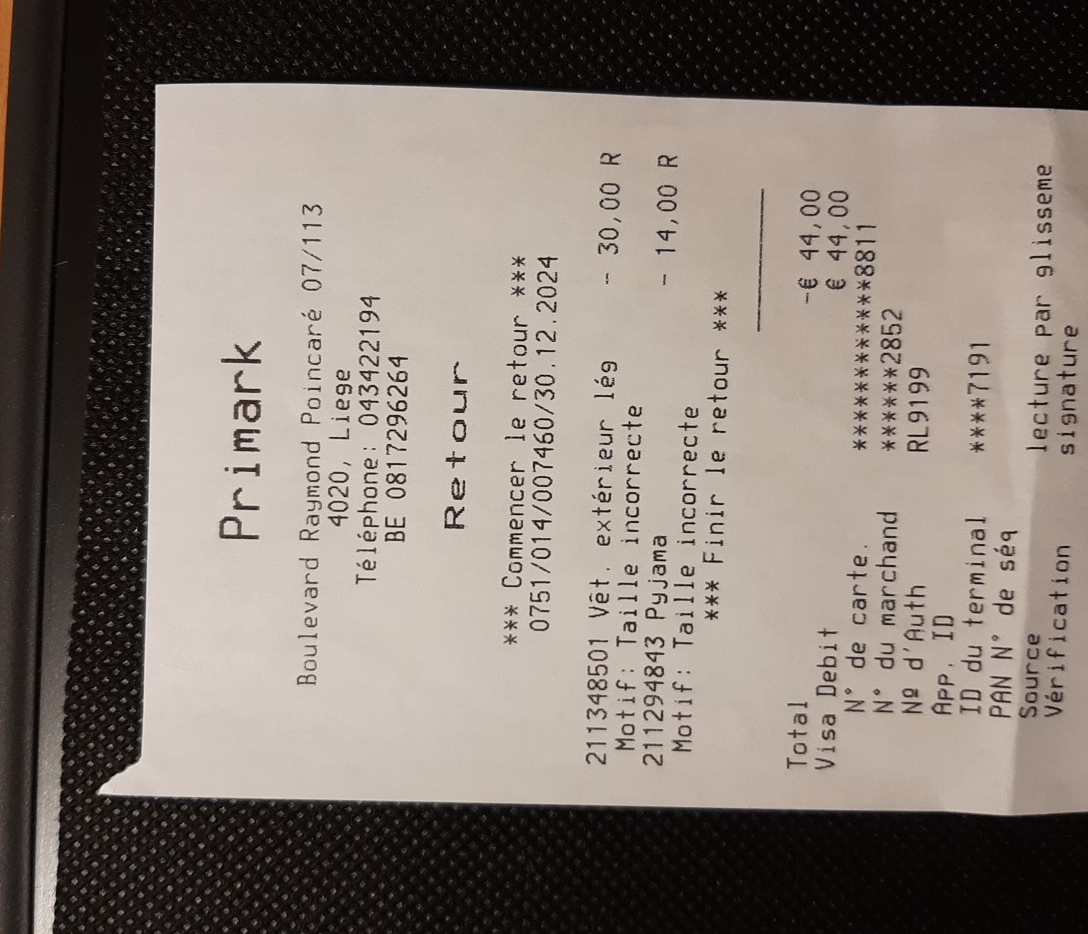 Primark
Boulevard Raymond Poincaré 07/113
4020, Liege
Téléphone: 043422194
BE 0817296264
Retour
*** Commencer le retour ***
0751/014/007460/30.12.2024
211348501 Vêt. extérieur lég - 30,00 R
Motif: Taille incorrecte
211294843 Pyjama - 14,00 R
Motif: Taille incorrecte
*** Finir le retour ***
Total -€ 44,00
Visa Debit € 44,00
N° de carte. ************8811
N° du marchand ******2852
Nº d'Auth RL9199
App. ID
ID du terminal ****7191
PAN N° de séq
Source lecture par glisseme
Vérification signature